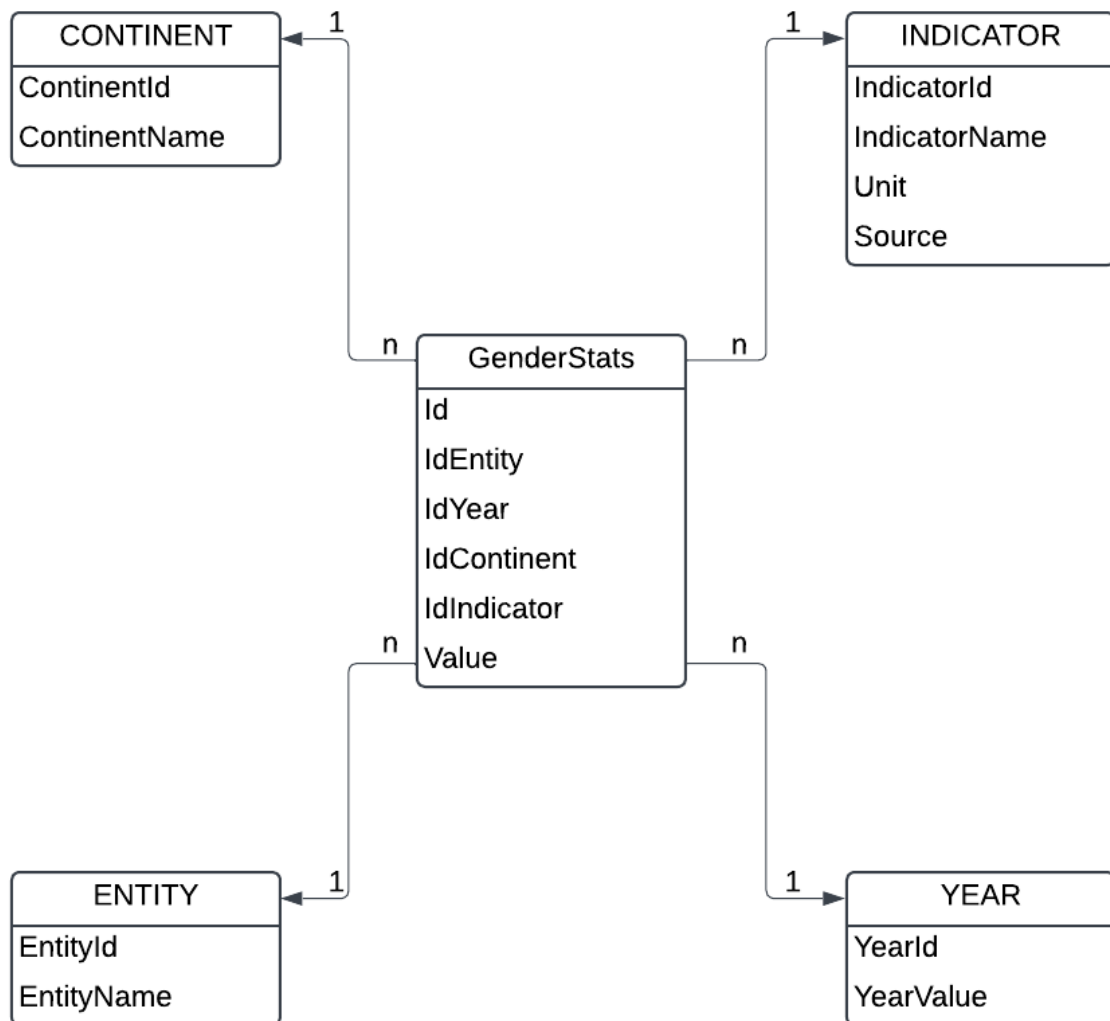 CONTINENT
ContinentId
ContinentName
1
1
INDICATOR
IndicatorId
IndicatorName
Unit
Source
n
n
GenderStats
Id
IdEntity
IdYear
IdContinent
IdIndicator
Value
n
n
1
1
ENTITY
EntityId
EntityName
YEAR
YearId
YearValue